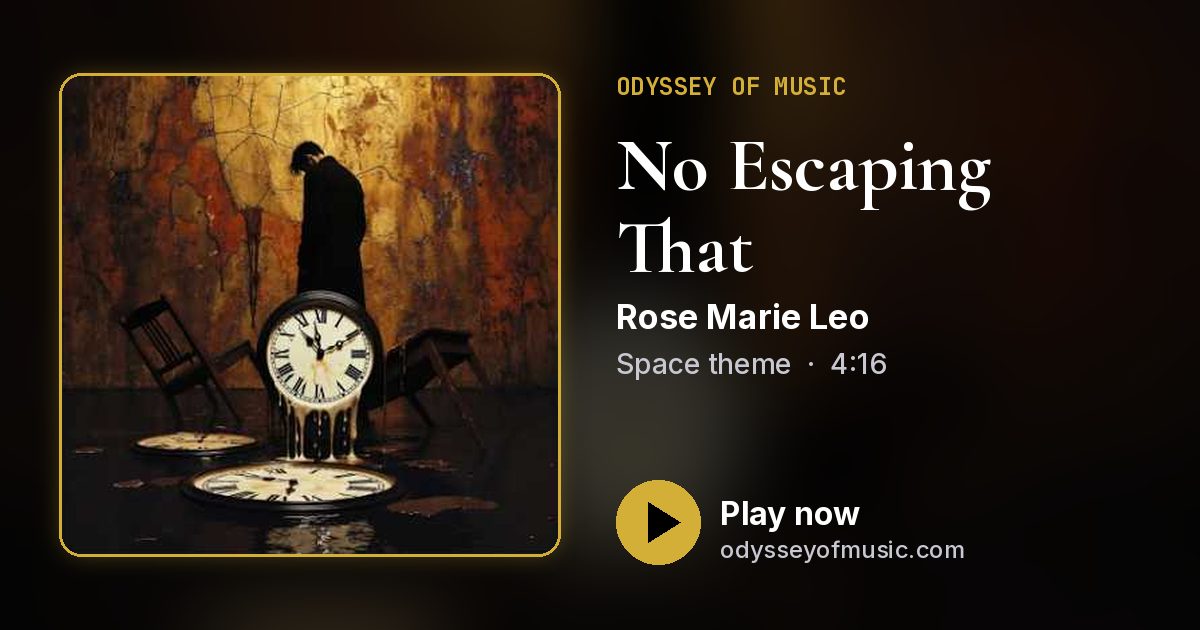 ODYSSEY OF MUSIC
No Escaping
That
Rose Marie Leo
Space theme · 4:16
Play now
odysseyofmusic.com